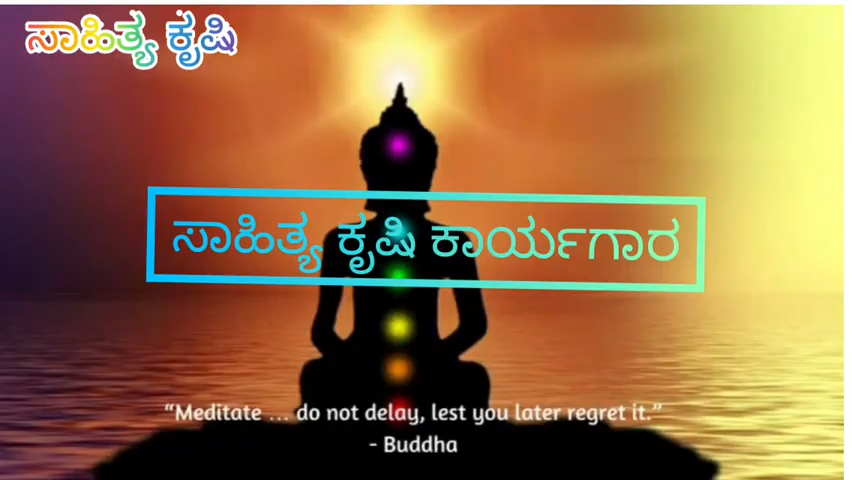 ಸಾಹಿತ್ಯ ಕೃಷಿ
ಸಾಹಿತ್ಯ ಕೃಷಿ ಕಾರ್ಯಗಾರ
“Meditate ... do not delay, lest you later regret it.”
- Buddha